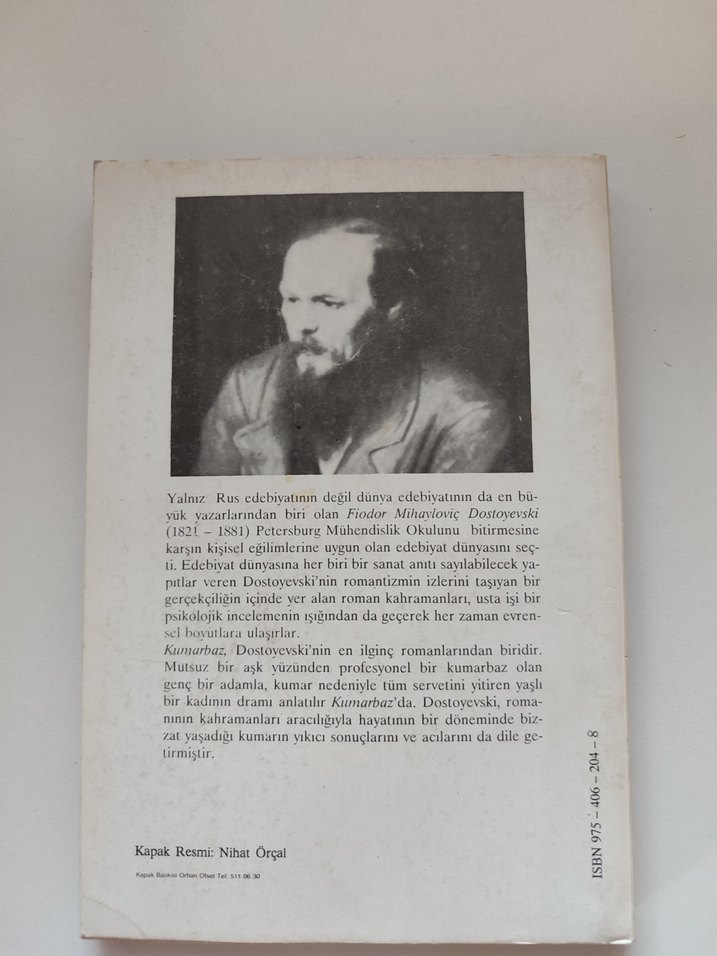 Yalnız Rus edebiyatının değil dünya edebiyatının da en bü-
yük yazarlarından biri olan Fiodor Mihayloviç Dostoyevski
(1821 – 1881) Petersburg Mühendislik Okulunu bitirmesine
karşın kişisel eğilimlerine uygun olan edebiyat dünyasını seç-
ti. Edebiyat dünyasına her biri bir sanat anıtı sayılabilecek ya-
pıtlar veren Dostoyevski'nin romantizmin izlerini taşıyan bir
gerçekçiliğin içinde yer alan roman kahramanları, usta işi bir
psikolojik incelemenin ışığından da geçerek her zaman evren-
sel boyutlara ulaşırlar.
Kumarbaz, Dostoyevski'nin en ilginç romanlarından biridir.
Mutsuz bir aşk yüzünden profesyonel bir kumarbaz olan
genç bir adamla, kumar nedeniyle tüm servetini yitiren yaşlı
bir kadının dramı anlatılır Kumarbaz'da. Dostoyevski, roma-
nının kahramanları aracılığıyla hayatının bir döneminde biz-
zat yaşadığı kumarın yıkıcı sonuçlarını ve acılarını da dile ge-
tirmiştir.
Kapak Resmi: Nihat Örçal
Kapak Baskısı Orhan Ofset Tel: 511 06 30
ISBN 975 – 406 – 204 – 8